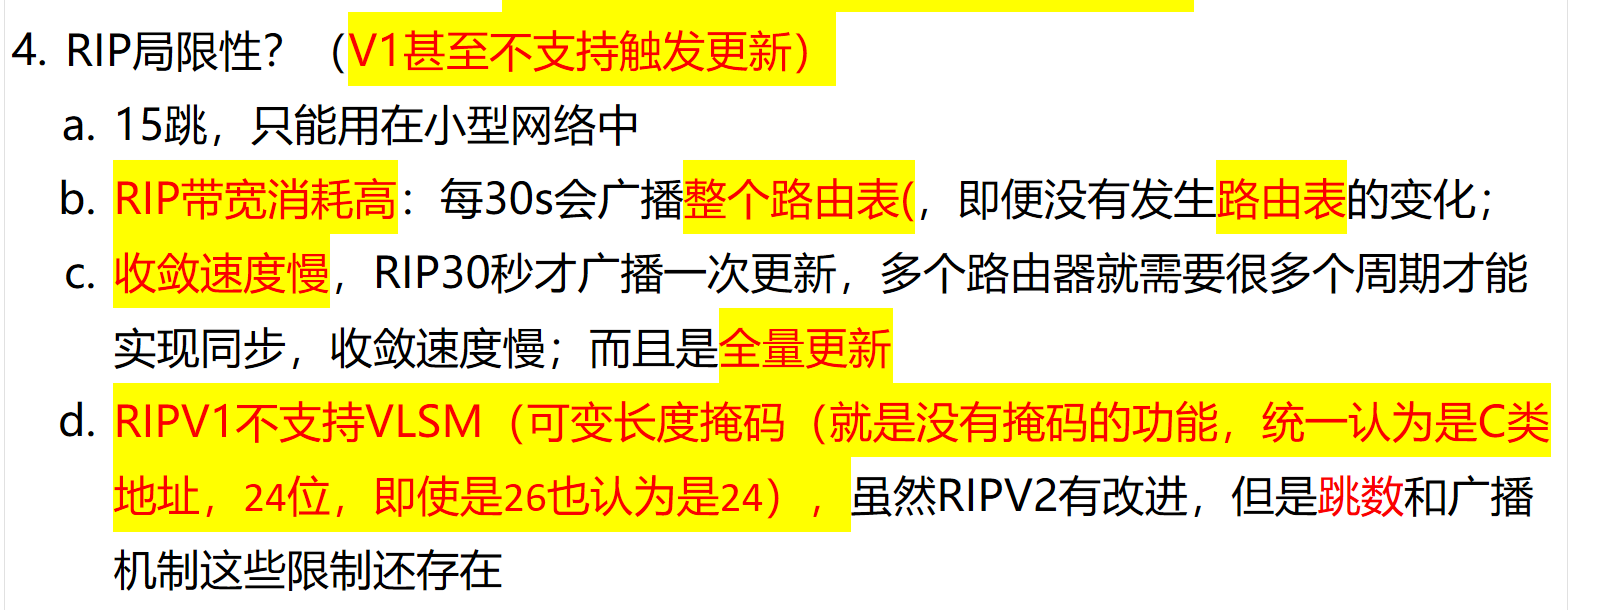 4. RIP局限性？（V1甚至不支持触发更新）
a. 15跳，只能用在小型网络中
b. RIP带宽消耗高：每30s会广播整个路由表(，即便没有发生路由表的变化；
c. 收敛速度慢，RIP30秒才广播一次更新，多个路由器就需要很多个周期才能
实现同步，收敛速度慢；而且是全量更新
d. RIPV1不支持VLSM（可变长度掩码（就是没有掩码的功能，统一认为是C类
地址，24位，即使是26也认为是24），虽然RIPV2有改进，但是跳数和广播
机制这些限制还存在